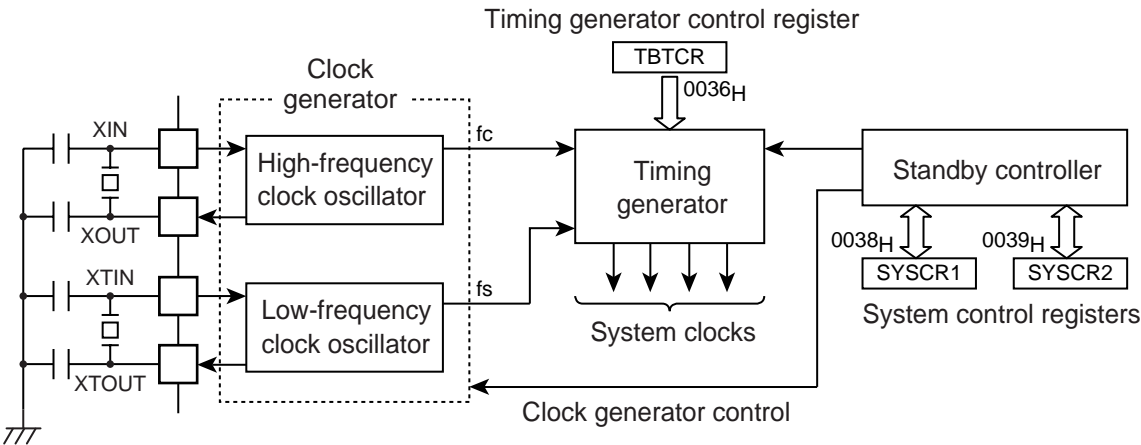 Timing generator control register
TBTCR
0036H
Clock
generator
XIN
fc
High-frequency
clock oscillator
Timing
generator
Standby controller
XOUT
0038H
0039H
SYSCR1
SYSCR2
System control registers
XTIN
fs
Low-frequency
clock oscillator
System clocks
XTOUT
Clock generator control